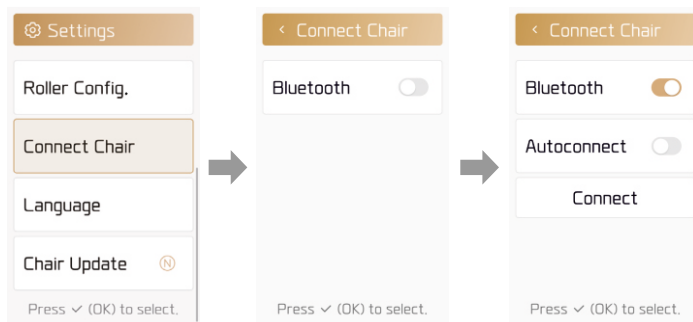 Settings
Roller Config.
Connect Chair
Language
Chair Update N
Press ✓ (OK) to select.
< Connect Chair
Bluetooth
Press ✓ (OK) to select.
< Connect Chair
Bluetooth
Autoconnect
Connect
Press ✓ (OK) to select.